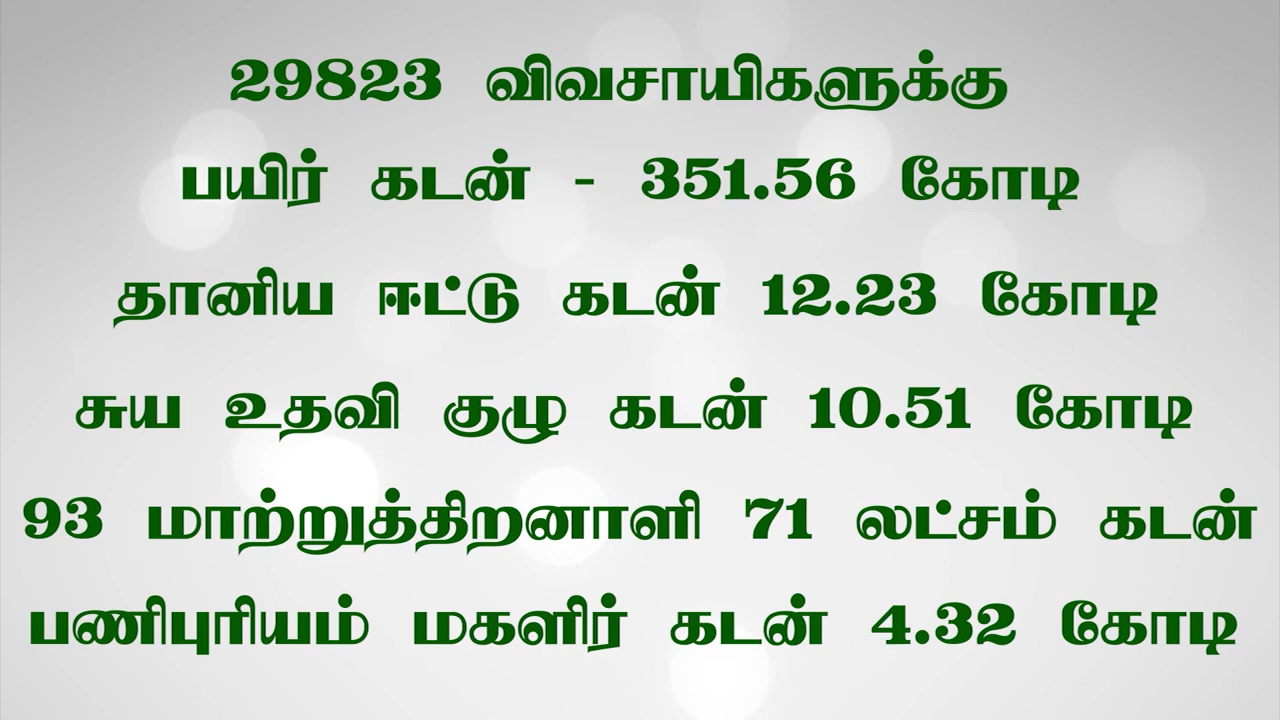 29823 விவசாயிகளுக்கு
பயிர் கடன் - 351.56 கோடி
தானிய ஈட்டு கடன் 12.23 கோடி
சுய உதவி குழு கடன் 10.51 கோடி
93 மாற்றுத்திறனாளி 71 லட்சம் கடன்
பணிபுரியம் மகளிர் கடன் 4.32 கோடி